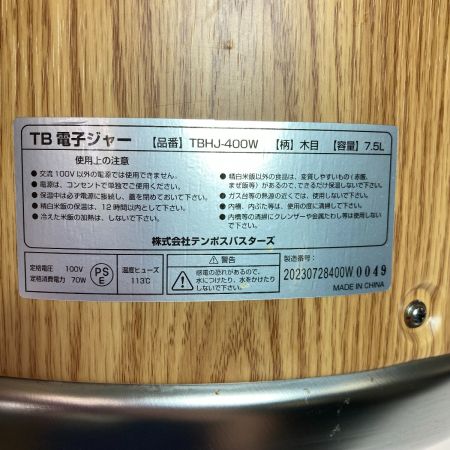 TB 電子ジャー 【品番】 TBHJ-400W 【柄】 木目 【容量】 7.5L
使用上の注意
● 交流 100V 以外の電源では使用できません。
● 電源は、コンセントで単独でご使用ください。
● 保温中は必ず電源に接続し、蓋を閉めておいて下さい。
● 精白米飯の保温は、12時間以内として下さい。
● 冷えた米飯の加熱は、しないで下さい。
● 精白米飯以外の食品は、変質しやすいもの(赤飯、
まぜ飯等)があるので、できるだけ保温しないで下さい。
● ガス台等の熱源の近くでは、使用しないで下さい。
● 内鍋、内ぶた等は、使用の度に清掃して下さい。
● 内鍋等の清掃にクレンザーや金属たわし等は使用しな
いで下さい。
株式会社テンポスバスターズ
定格電圧 100V
定格消費電力 70W
PSE
温度ヒューズ
113℃
⚠ 警告
感電の恐れがあるので、
水につけたり、水をかけたり
しないで下さい。
製造番号:
20230728400W 0049
MADE IN CHINA